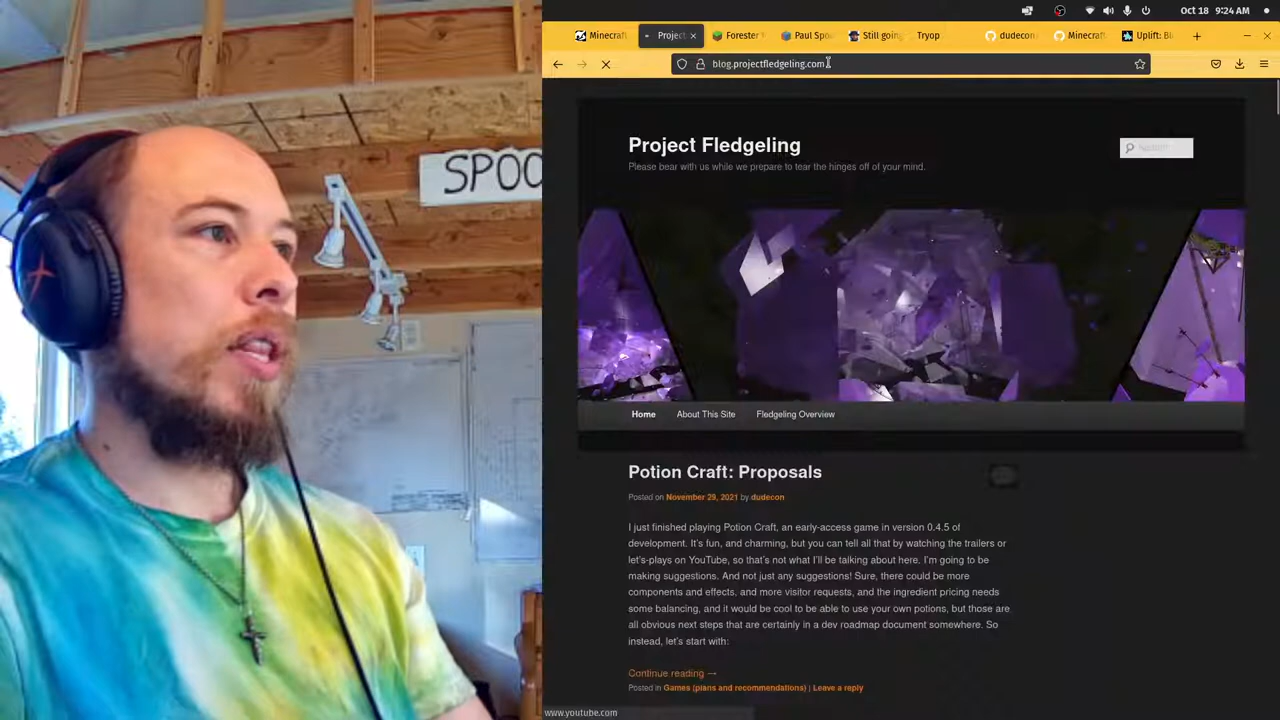 Oct 18 9:24 AM
Minecraft
Project
Forester
Paul Spo
Still going
Tryop
dudecon
Minecraft
Uplift: Bl
blog.projectfledgeling.com
SPOO
Project Fledgeling
Please bear with us while we prepare to tear the hinges off of your mind.
Home About This Site Fledgeling Overview
Potion Craft: Proposals
Posted on November 29, 2021 by dudecon
I just finished playing Potion Craft, an early-access game in version 0.4.5 of
development. It's fun, and charming, but you can tell all that by watching the trailers or
let's-plays on YouTube, so that's not what I'll be talking about here. I'm going to be
making suggestions. And not just any suggestions! Sure, there could be more
components and effects, and more visitor requests, and the ingredient pricing needs
some balancing, and it would be cool to be able to use your own potions, but those are
all obvious next steps that are certainly in a dev roadmap document somewhere. So
instead, let's start with:
Continue reading →
Posted in Games (plans and recommendations) | Leave a reply
www.youtube.com